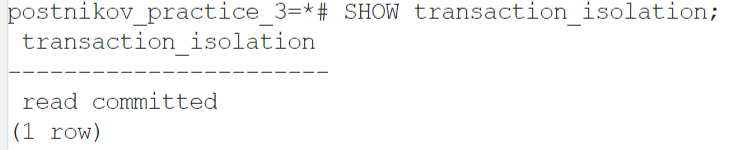 postnikov_practice_3=*# SHOW transaction_isolation;
transaction_isolation
-----------------------
read committed
(1 row)